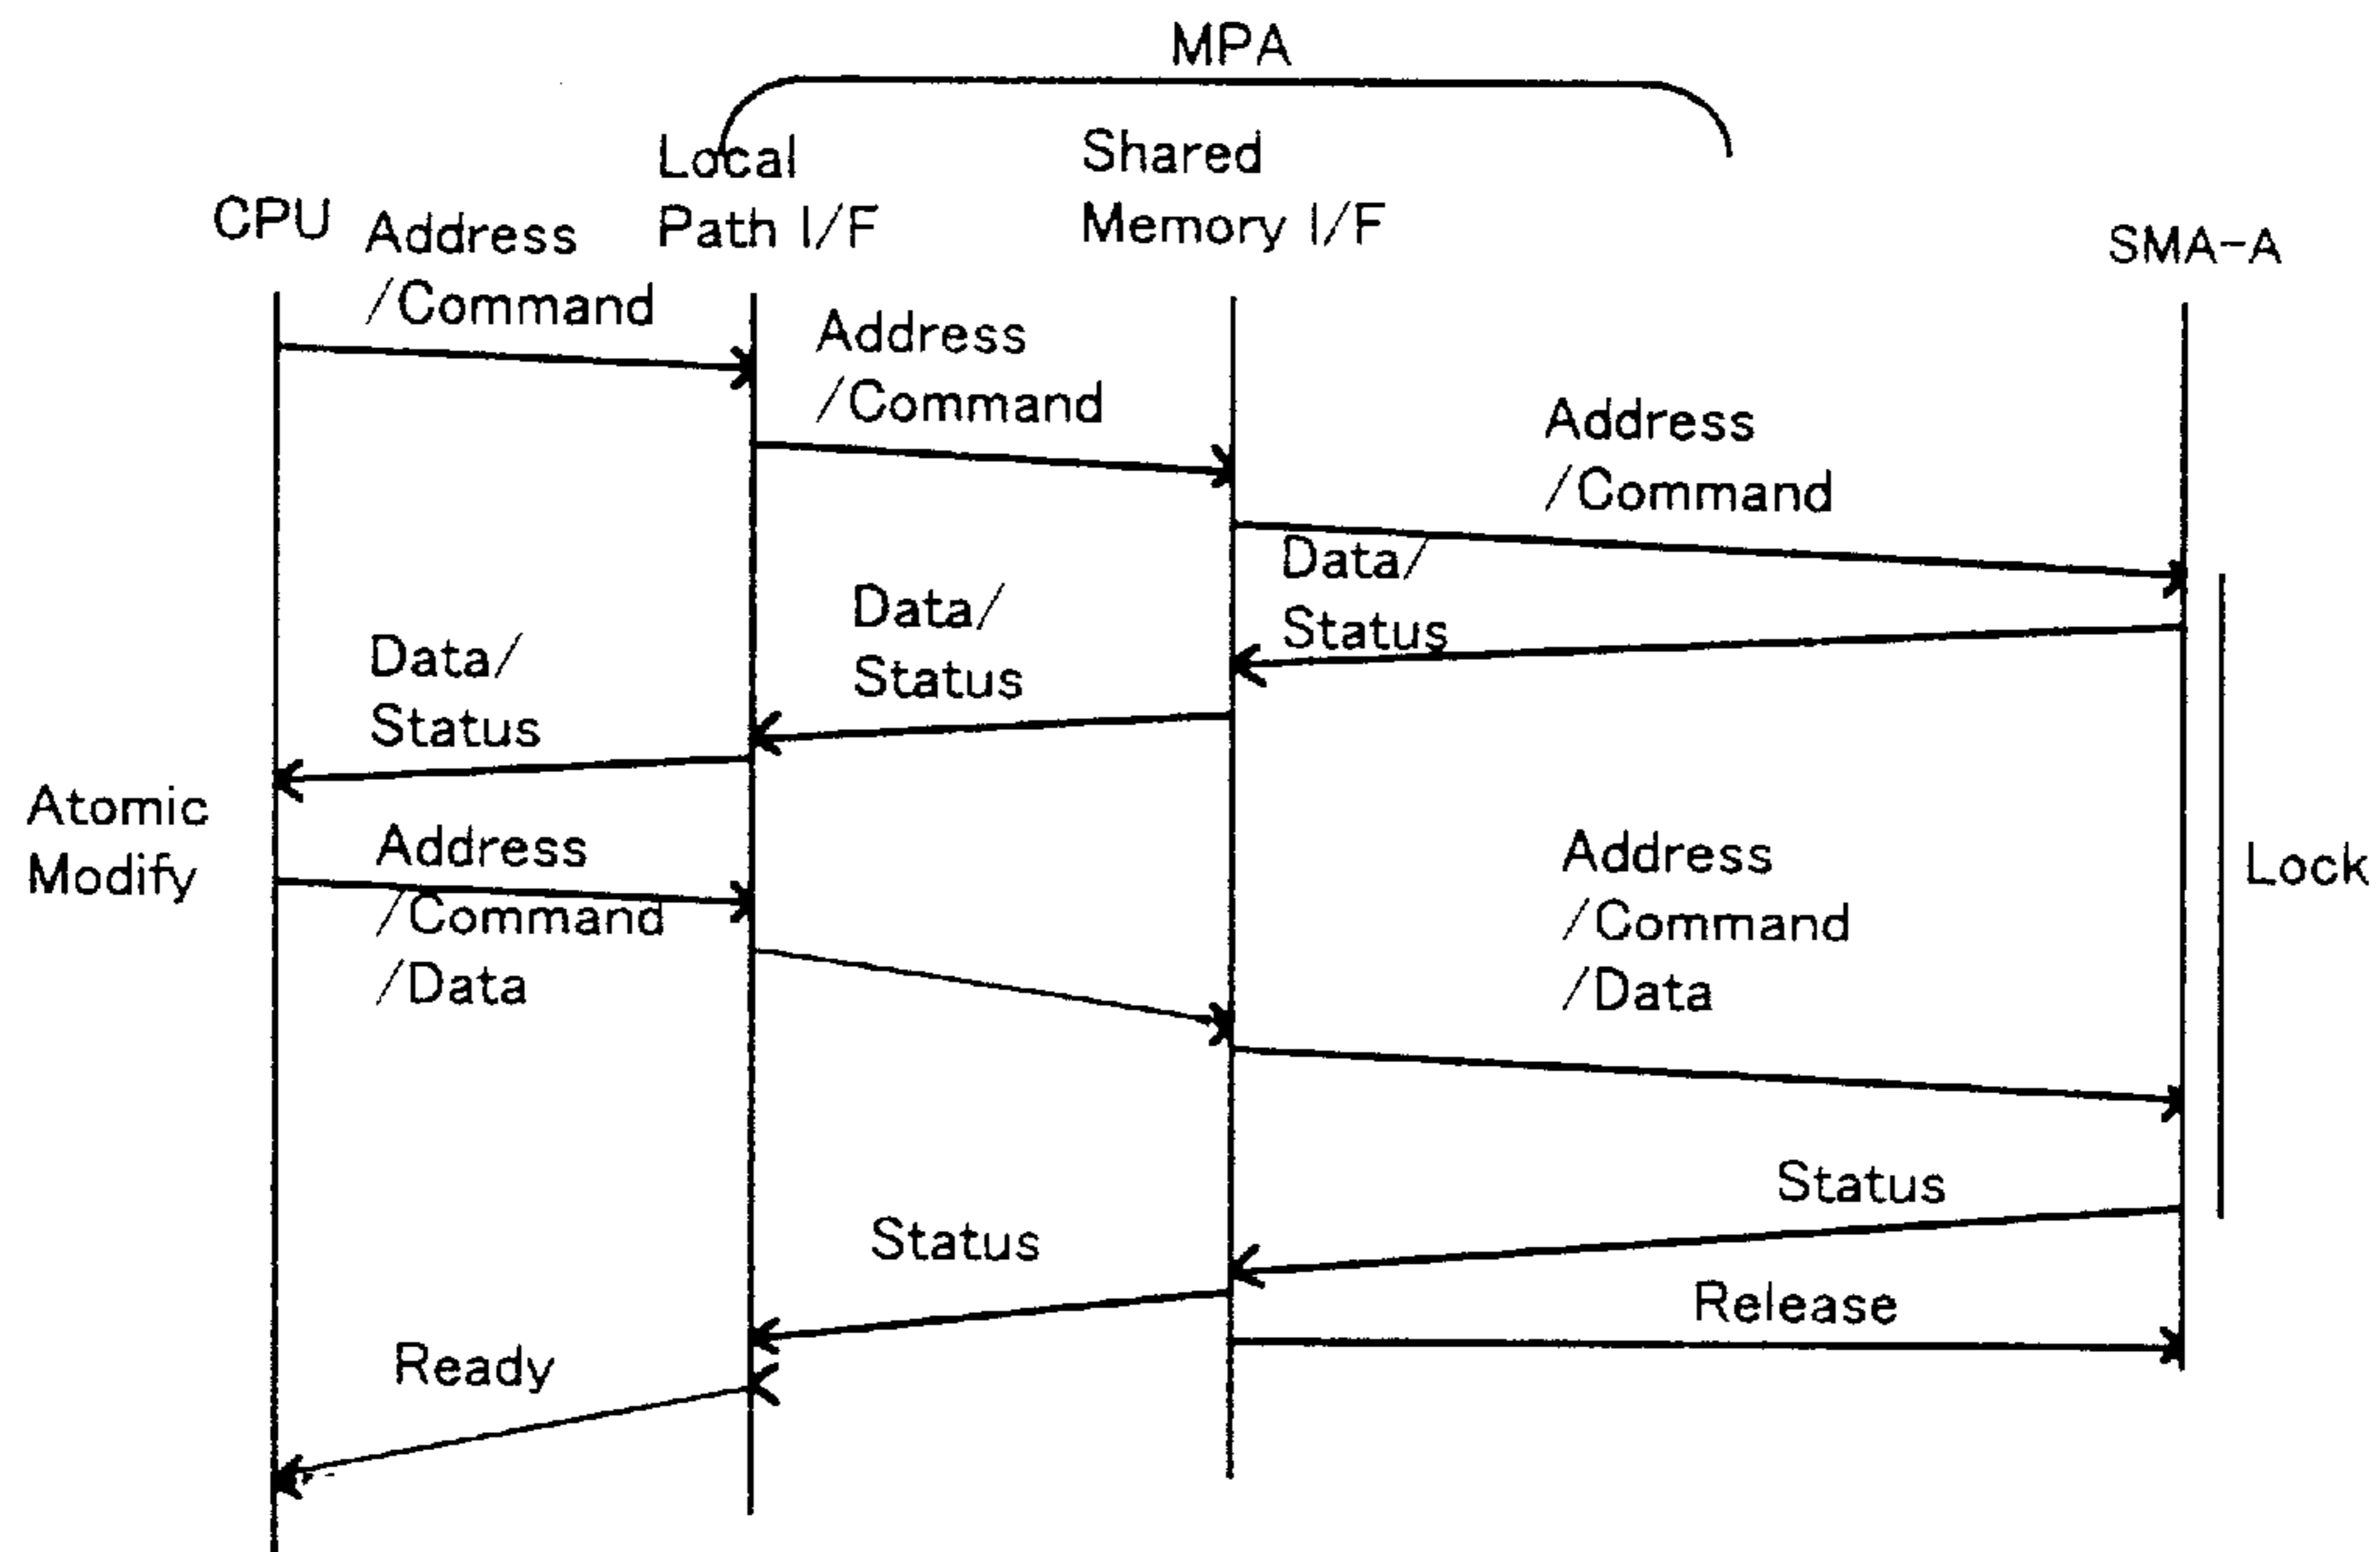 MPA
CPU
Local
Path I/F
Shared
Memory I/F
SMA-A
Address
/Command
Address
/Command
Address
/Command
Data/
Status
Data/
Status
Data/
Status
Atomic
Modify
Address
/Command
/Data
Address
/Command
/Data
Lock
Status
Status
Release
Ready